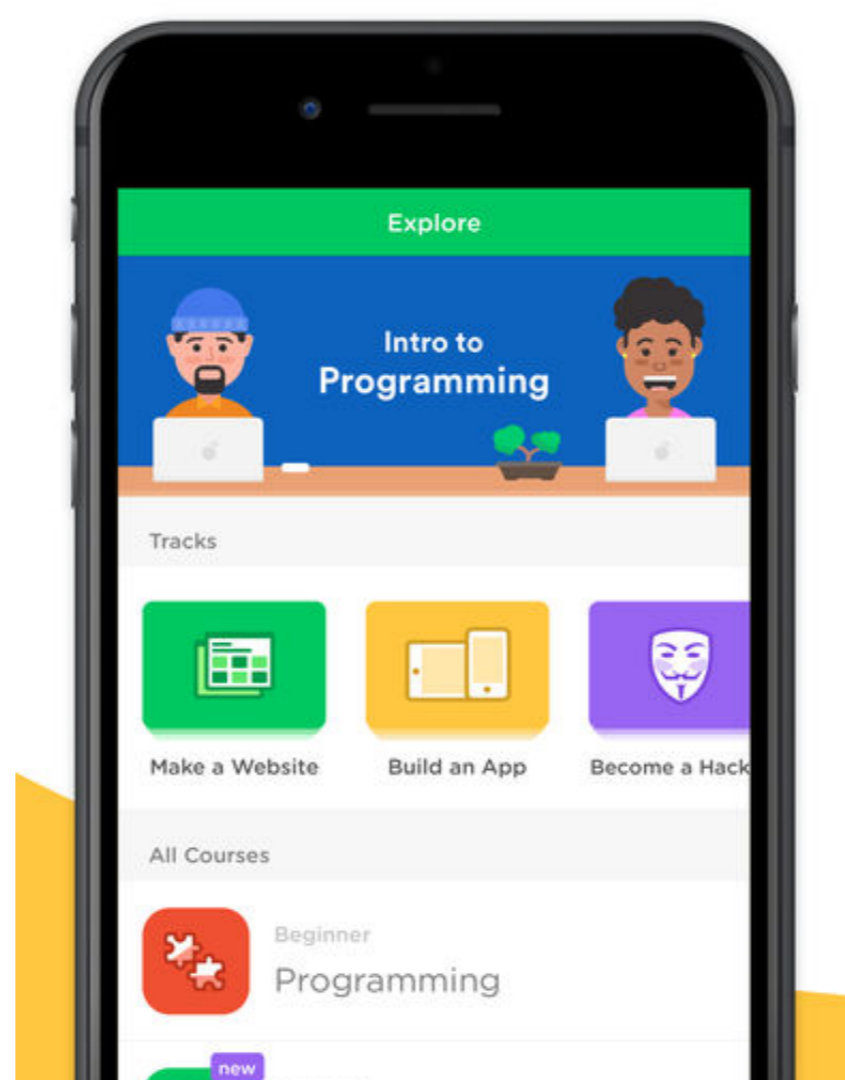 Explore
Intro to
Programming
Tracks
Make a Website
Build an App
Become a Hack
All Courses
Beginner
Programming
new